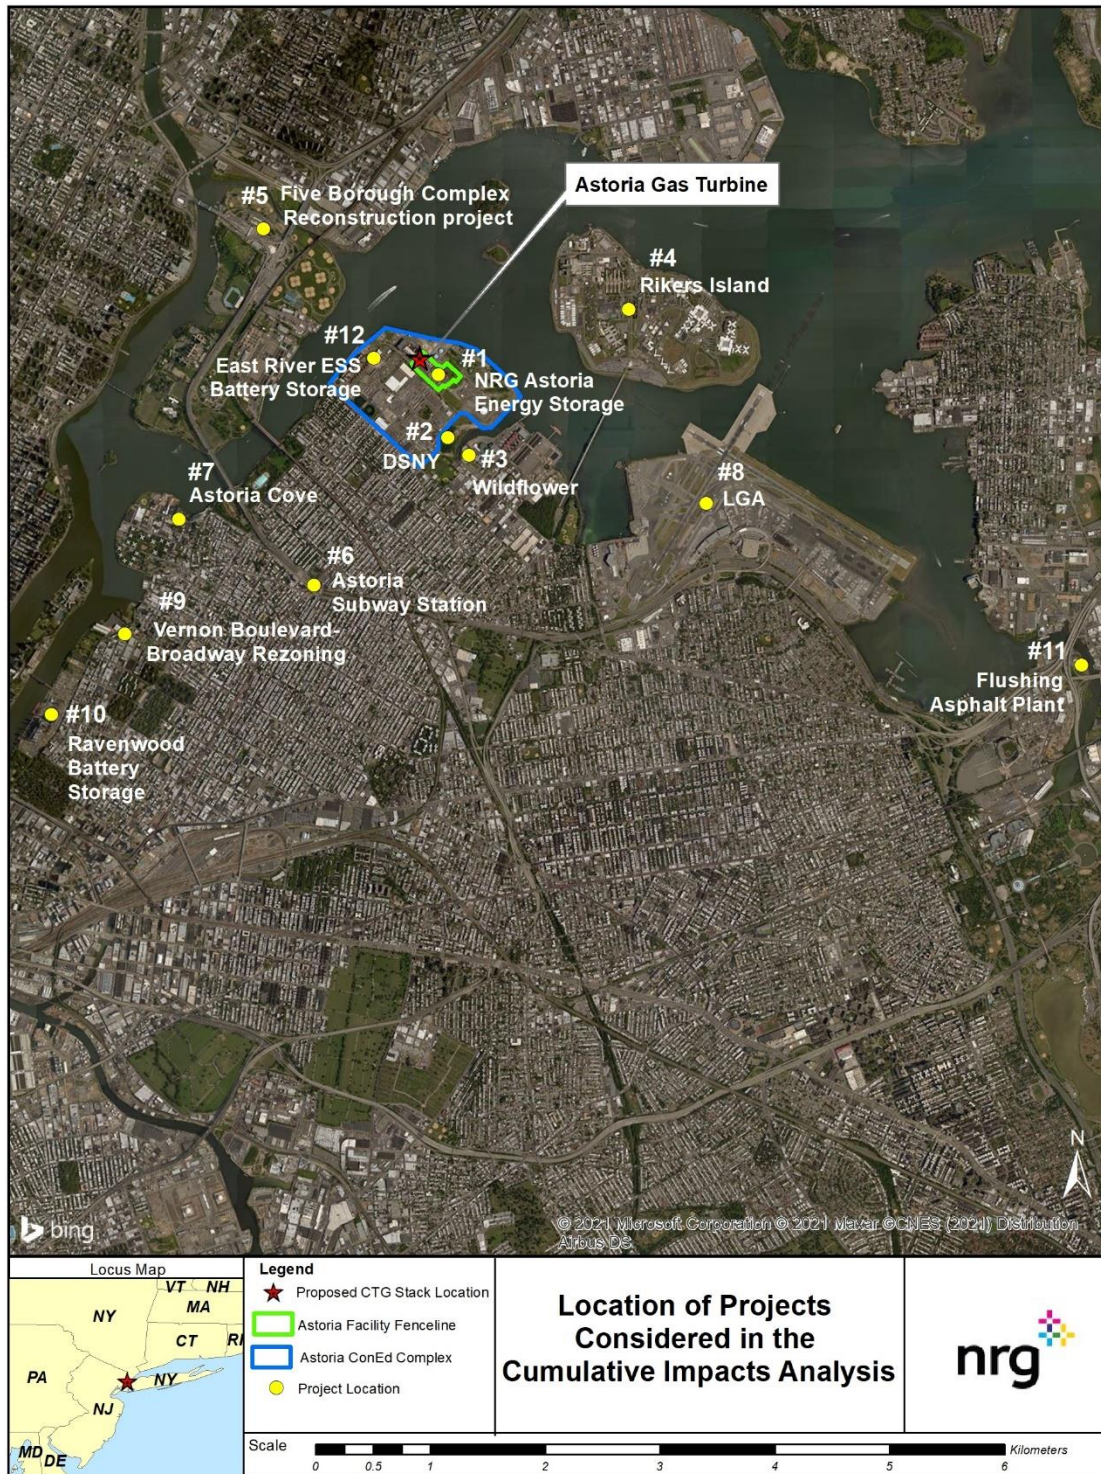 Astoria Gas Turbine
#5 Five Borough Complex
Reconstruction project
#4
Rikers Island
#12
East River ESS
Battery Storage
#1
NRG Astoria
Energy Storage
#2
DSNY
#3
Wildflower
#7
Astoria Cove
#8
LGA
#6
Astoria
Subway Station
#9
Vernon Boulevard-
Broadway Rezoning
#11
Flushing
Asphalt Plant
#10
Ravenwood
Battery
Storage
N
bing
© 2021 Microsoft Corporation © 2021 Maxar ©CNES (2021) Distribution
Airbus DS
Locus Map
VT NH
NY MA
CT RI
PA NY
NJ
MD DE
Legend
Proposed CTG Stack Location
Astoria Facility Fenceline
Astoria ConEd Complex
Project Location
Location of Projects
Considered in the
Cumulative Impacts Analysis
nrg
Scale
Kilometers
0 0.5 1 2 3 4 5 6